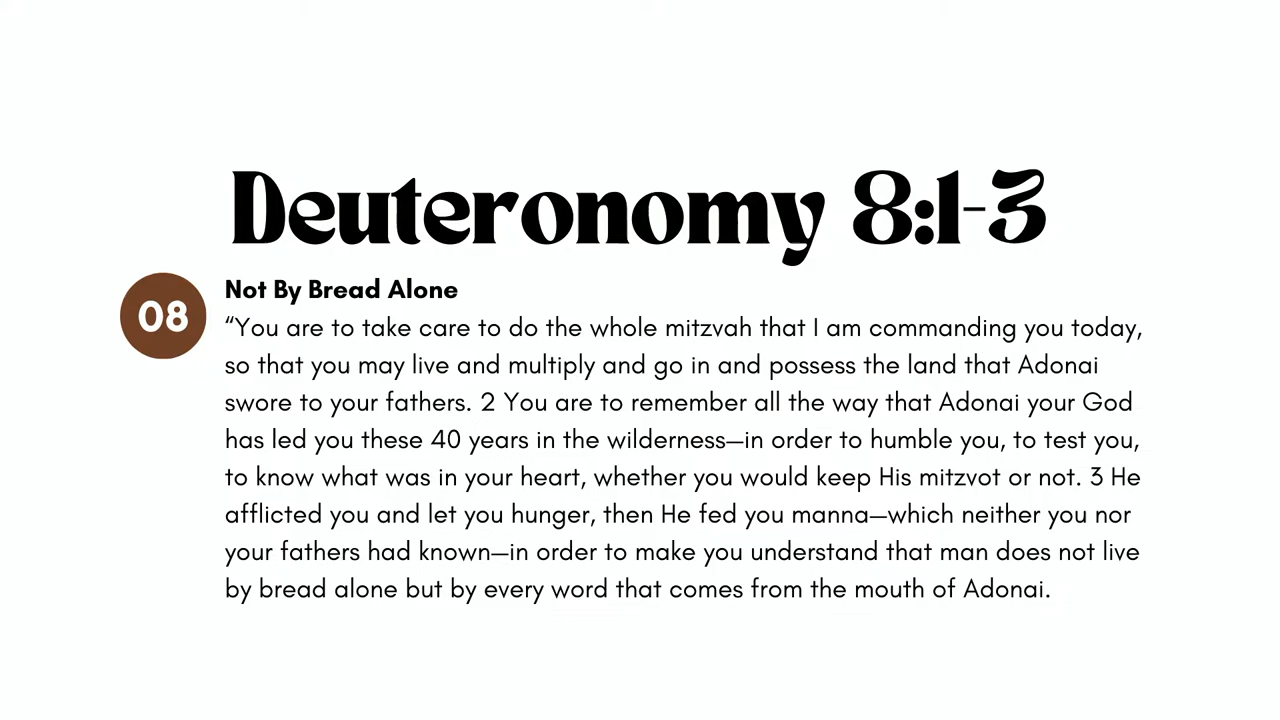 Deuteronomy 8:1-3
08
Not By Bread Alone
“You are to take care to do the whole mitzvah that I am commanding you today,
so that you may live and multiply and go in and possess the land that Adonai
swore to your fathers. 2 You are to remember all the way that Adonai your God
has led you these 40 years in the wilderness—in order to humble you, to test you,
to know what was in your heart, whether you would keep His mitzvot or not. 3 He
afflicted you and let you hunger, then He fed you manna—which neither you nor
your fathers had known—in order to make you understand that man does not live
by bread alone but by every word that comes from the mouth of Adonai.